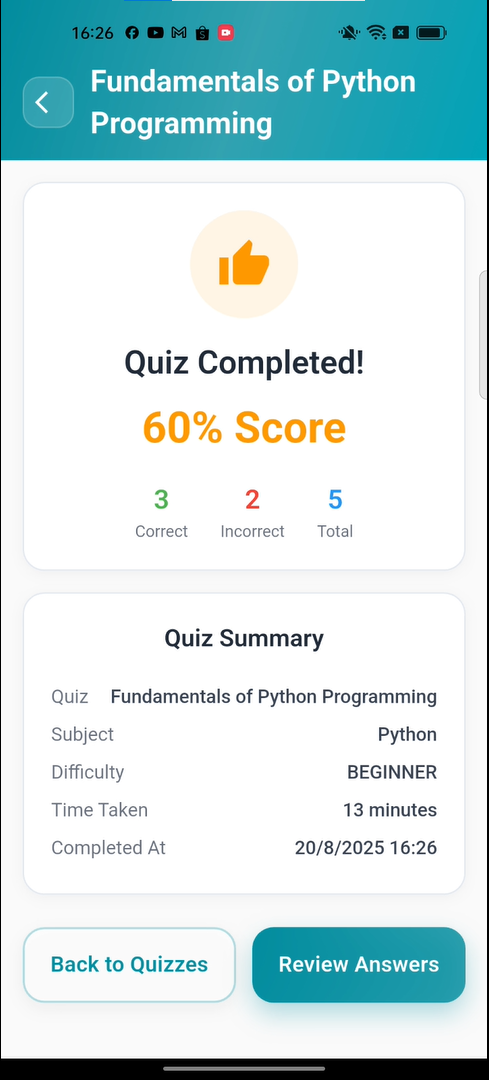 16:26
Fundamentals of Python
Programming
Quiz Completed!
60% Score
3 2 5
Correct Incorrect Total
Quiz Summary
Quiz Fundamentals of Python Programming
Subject Python
Difficulty BEGINNER
Time Taken 13 minutes
Completed At 20/8/2025 16:26
Back to Quizzes Review Answers